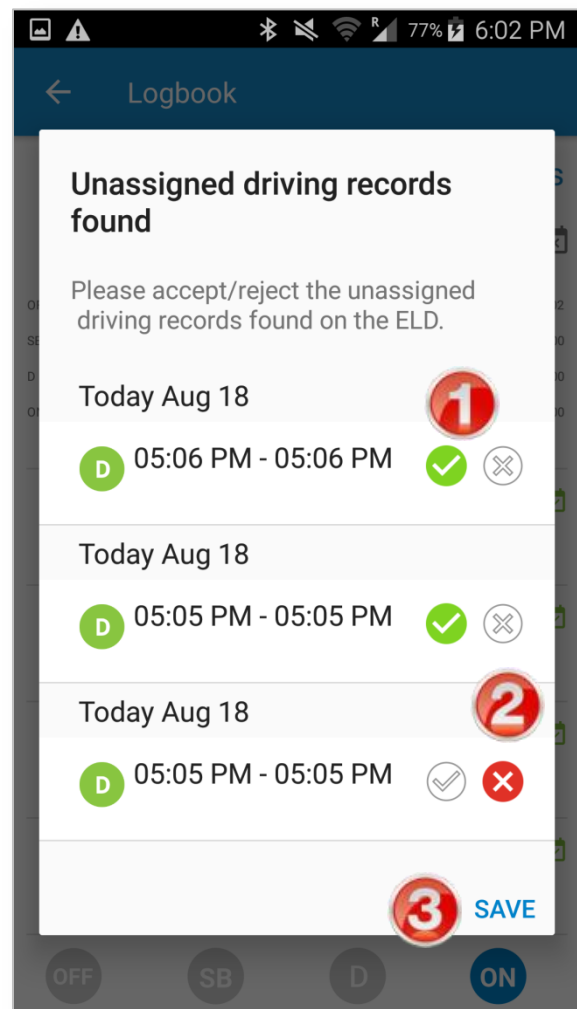 R 77% 6:02 PM
Logbook
Unassigned driving records
found
Please accept/reject the unassigned
driving records found on the ELD.
Today Aug 18
1
D 05:06 PM - 05:06 PM
Today Aug 18
D 05:05 PM - 05:05 PM
Today Aug 18
2
D 05:05 PM - 05:05 PM
3 SAVE
OFF SB D ON